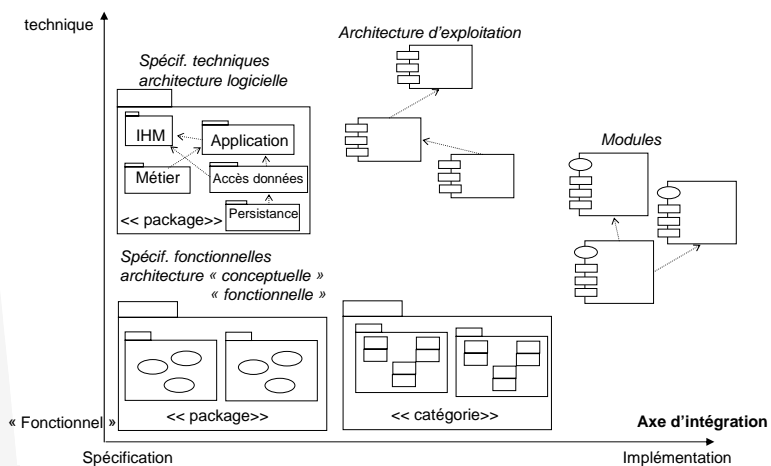 technique
Architecture d'exploitation
Spécif. techniques
architecture logicielle
IHM
Application
Modules
Métier
Accès données
Persistance
<< package>>
Spécif. fonctionnelles
architecture « conceptuelle »
« fonctionnelle »
<< package>>
<< catégorie>>
« Fonctionnel »
Axe d'intégration
Spécification
Implémentation